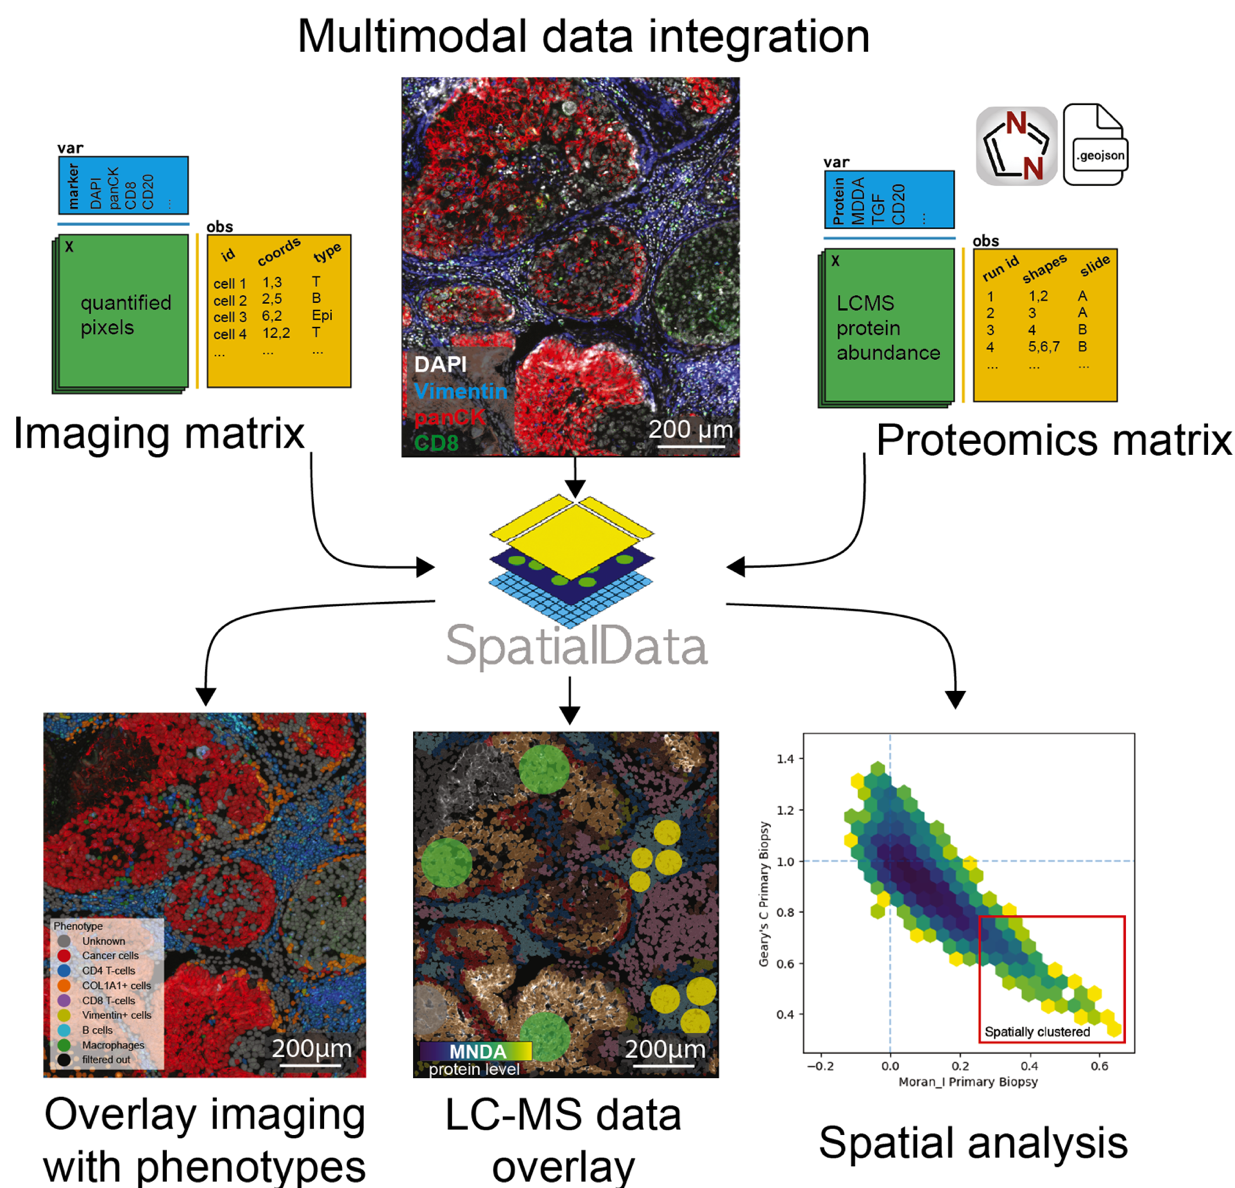 Multimodal data integration
var
marker
DAPI
panCK
CD8
CD20
...
X
quantified
pixels
obs
id coords type
cell 1 1,3 T
cell 2 2,5 B
cell 3 6,2 Epi
cell 4 12,2 T
... ... ...
Imaging matrix
DAPI
Vimentin
panCK
CD8
200 µm
N
N
.geojson
var
Protein
MDDA
TGF
CD20
...
X
LCMS
protein
abundance
obs
run id shapes slide
1 1,2 A
2 3 A
3 4 B
4 5,6,7 B
... ... ...
Proteomics matrix
SpatialData
Phenotype
Unknown
Cancer cells
CD4 T-cells
COL1A1+ cells
CD8 T-cells
Vimentin+ cells
B cells
Macrophages
filtered out
200µm
Overlay imaging
with phenotypes
MNDA
protein level
200µm
LC-MS data
overlay
Geary's C Primary Biopsy
1.4
1.2
1.0
0.8
0.6
0.4
Spatially clustered
−0.2 0.0 0.2 0.4 0.6
Moran_I Primary Biopsy
Spatial analysis